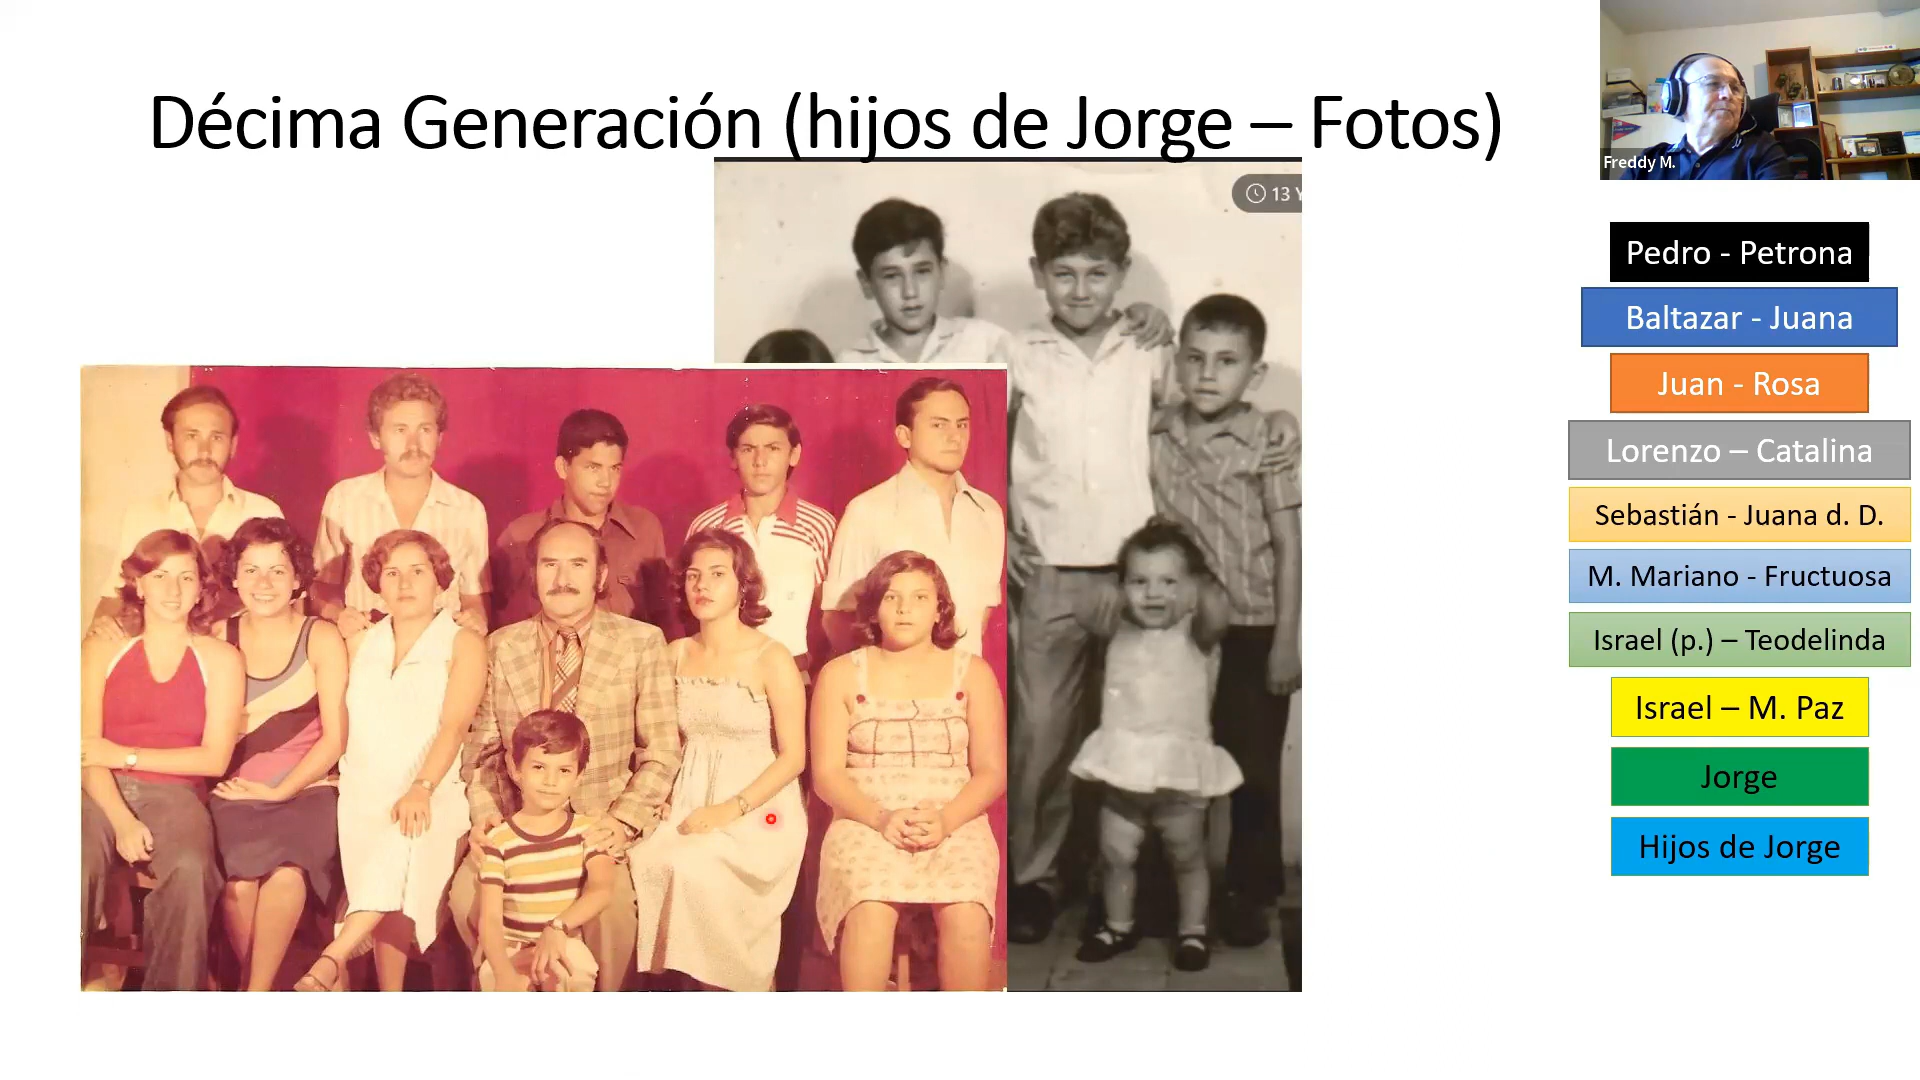 Décima Generación (hijos de Jorge – Fotos)
13 Y
Freddy M.
Pedro - Petrona
Baltazar - Juana
Juan - Rosa
Lorenzo – Catalina
Sebastián - Juana d. D.
M. Mariano - Fructuosa
Israel (p.) – Teodelinda
Israel – M. Paz
Jorge
Hijos de Jorge